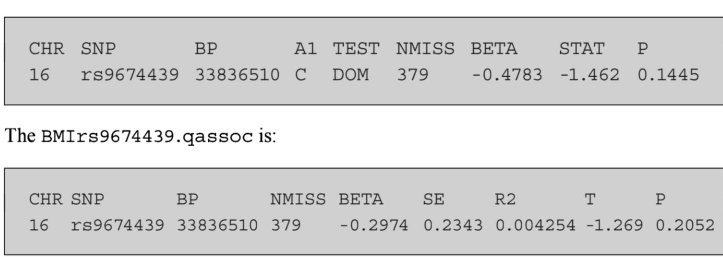 CHR SNP BP A1 TEST NMISS BETA STAT P
16 rs9674439 33836510 C DOM 379 -0.4783 -1.462 0.1445
The BMIrs9674439.qassoc is:
CHR SNP BP NMISS BETA SE R2 T P
16 rs9674439 33836510 379 -0.2974 0.2343 0.004254 -1.269 0.2052